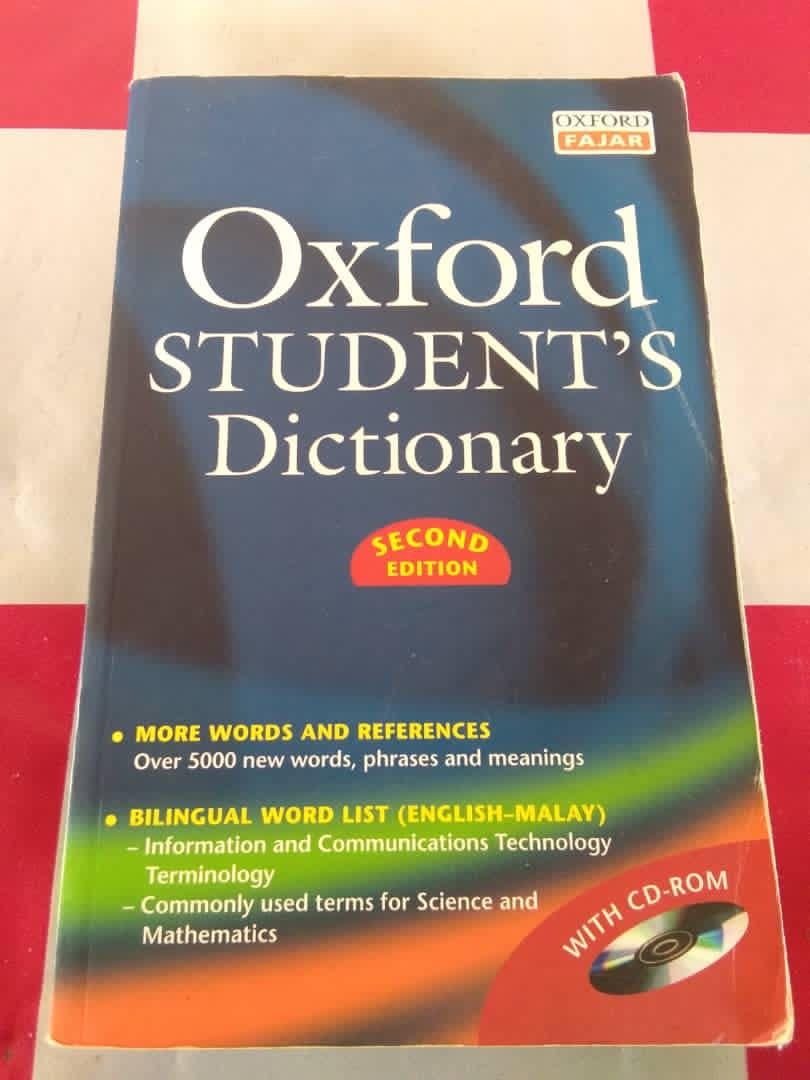 OXFORD
FAJAR
Oxford
STUDENT'S
Dictionary
SECOND
EDITION
• MORE WORDS AND REFERENCES
Over 5000 new words, phrases and meanings
• BILINGUAL WORD LIST (ENGLISH–MALAY)
– Information and Communications Technology
Terminology
– Commonly used terms for Science and
Mathematics
WITH CD-ROM